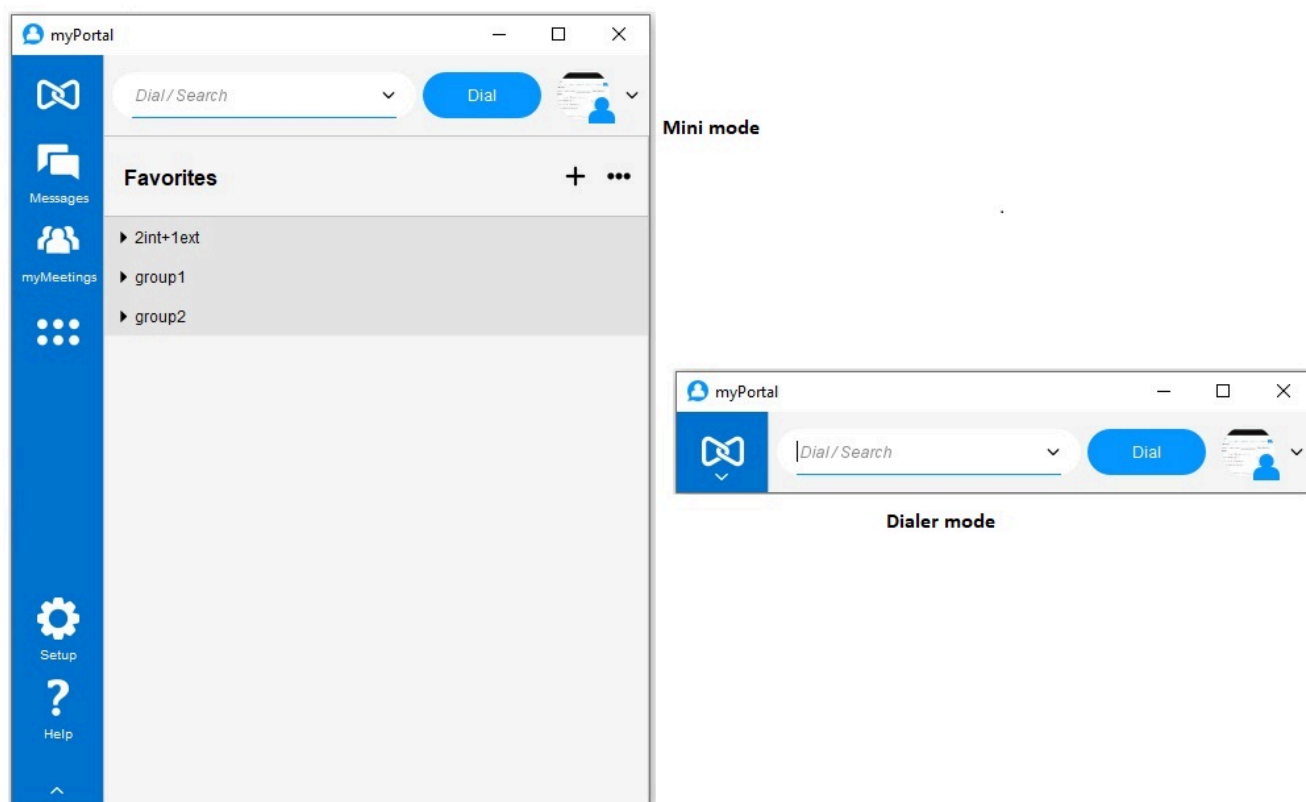 myPortal
Dial / Search
Dial
Messages
Favorites
myMeetings
2int+1ext
group1
group2
Setup
Help
Mini mode
.
myPortal
Dial / Search
Dial
Dialer mode